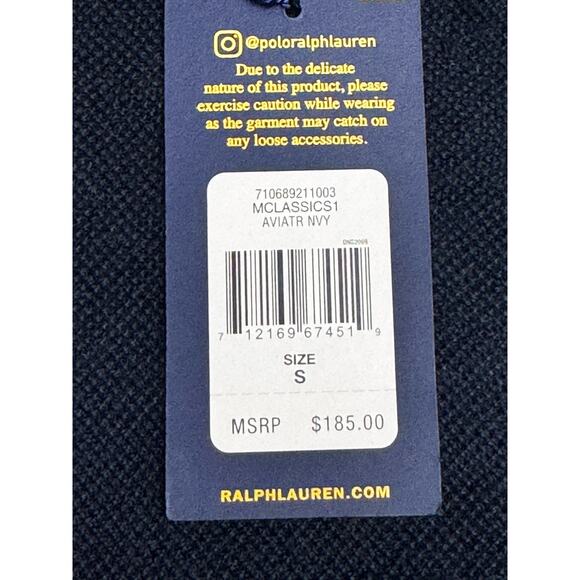 @poloralphlauren
Due to the delicate
nature of this product, please
exercise caution while wearing
as the garment may catch on
any loose accessories.
710689211003
MCLASSICS1
AVIATR NVY
7 12169 67451 9
SIZE
S
MSRP $185.00
RALPHLAUREN.COM